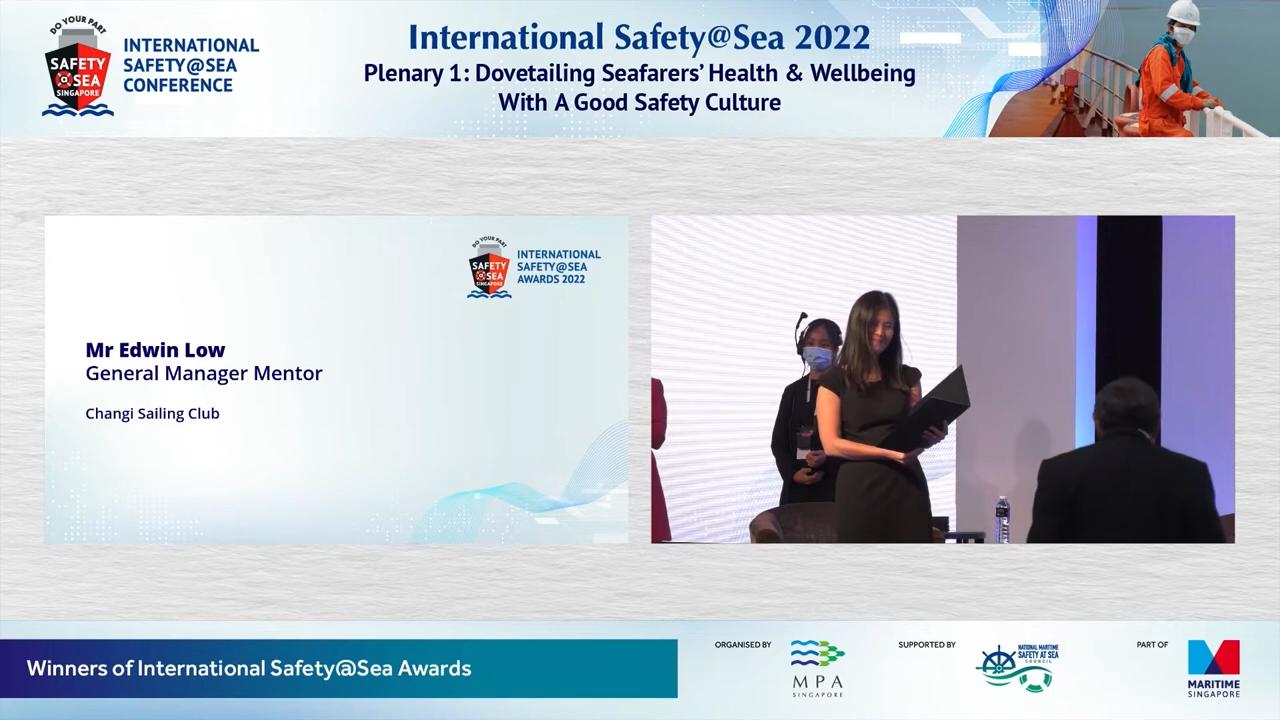 DO YOUR PART
SAFETY
@SEA
SINGAPORE
INTERNATIONAL
SAFETY@SEA
CONFERENCE
International Safety@Sea 2022
Plenary 1: Dovetailing Seafarers' Health & Wellbeing
With A Good Safety Culture
DO YOUR PART
SAFETY
@SEA
SINGAPORE
INTERNATIONAL
SAFETY@SEA
AWARDS 2022
Mr Edwin Low
General Manager Mentor
Changi Sailing Club
Winners of International Safety@Sea Awards
ORGANISED BY
MPA
SINGAPORE
SUPPORTED BY
NATIONAL MARITIME
SAFETY AT SEA
COUNCIL
PART OF
MARITIME
SINGAPORE